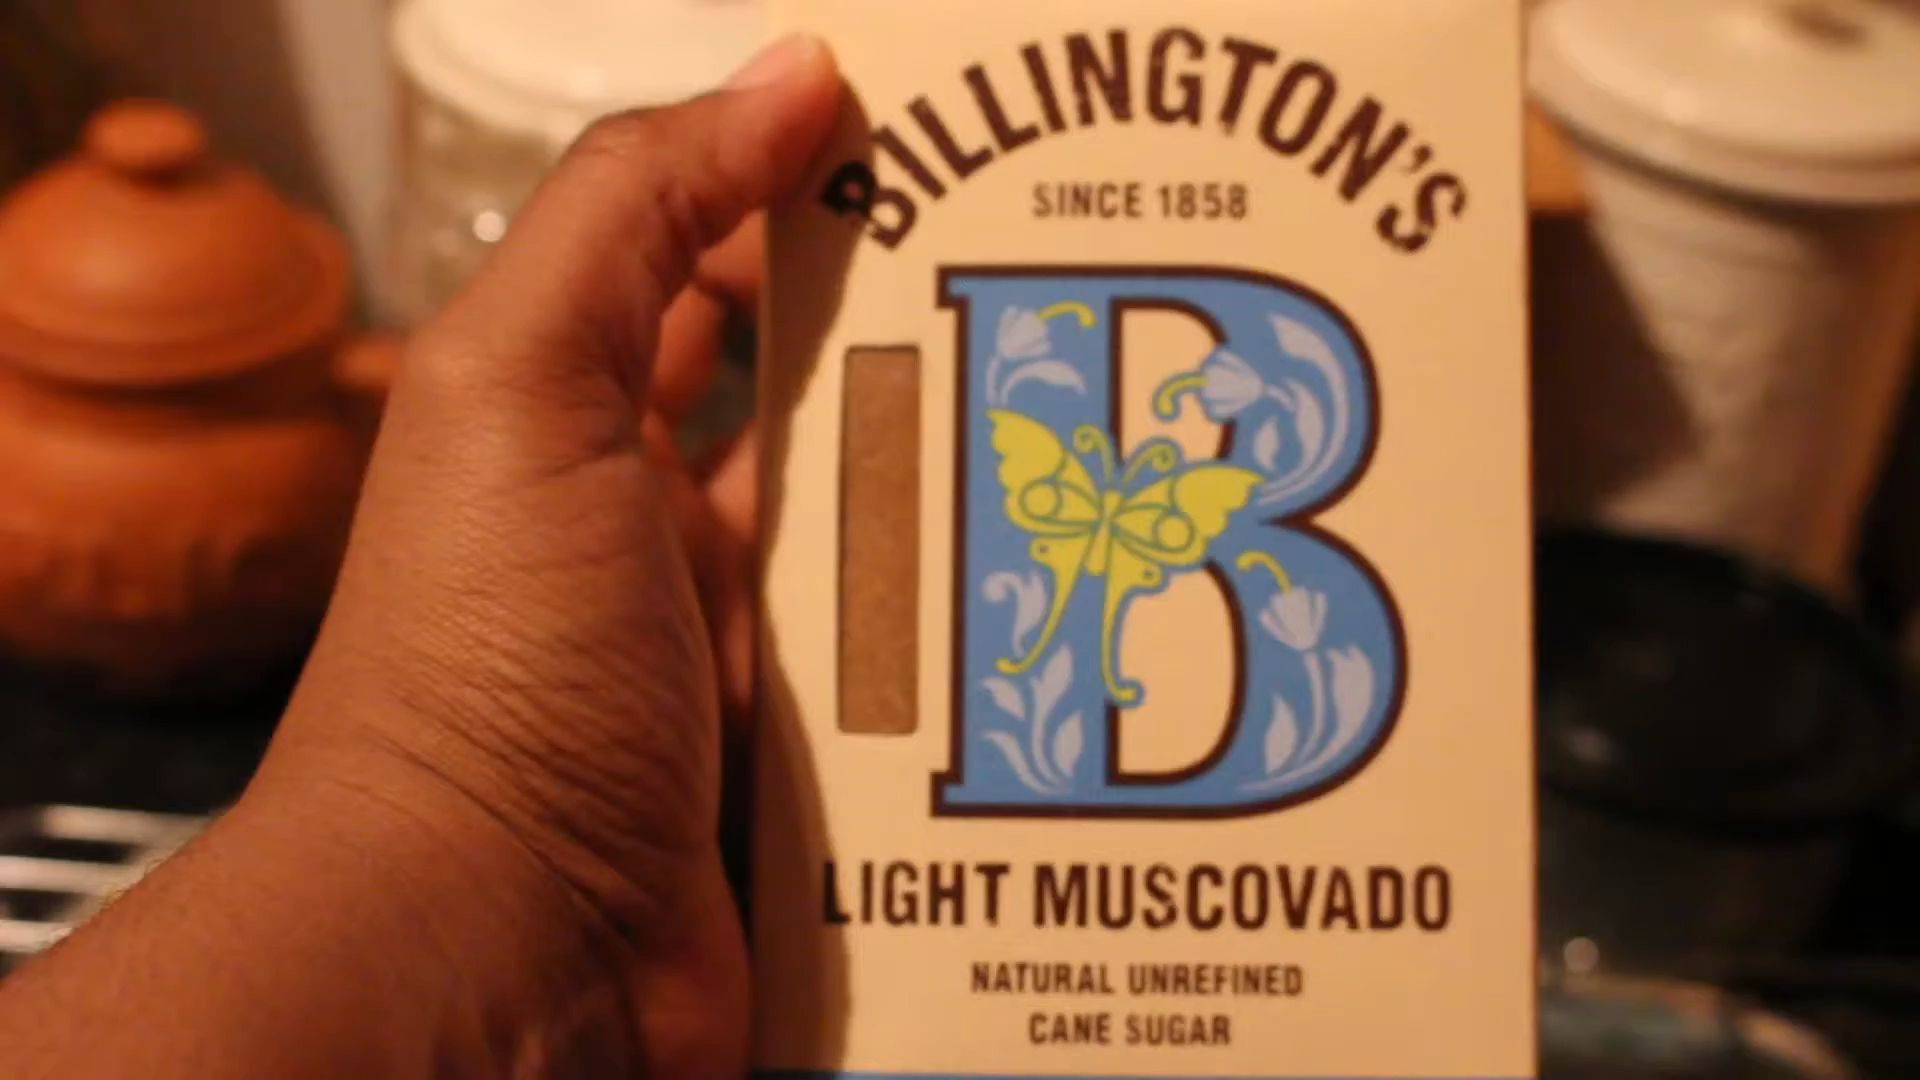 BILLINGTON'S
SINCE 1858
B
LIGHT MUSCOVADO
NATURAL UNREFINED
CANE SUGAR